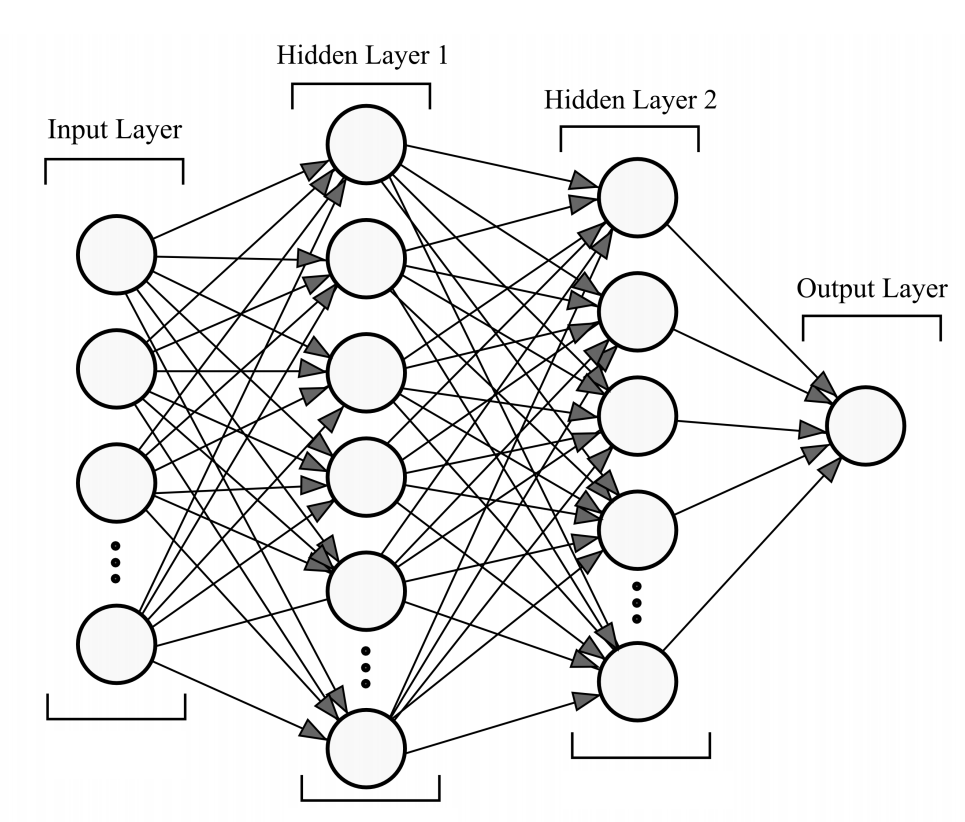 Hidden Layer 1
Hidden Layer 2
Input Layer
Output Layer